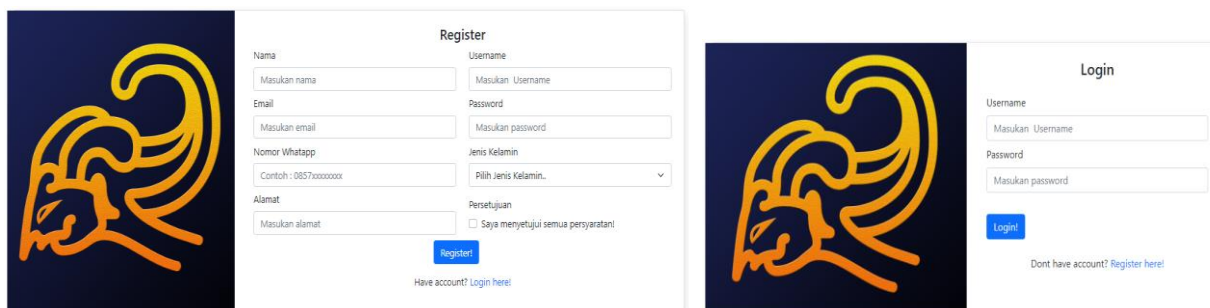 Register
Nama
Username
Masukan nama
Masukan Username
Email
Password
Masukan email
Masukan password
Nomor Whatapp
Jenis Kelamin
Contoh : 0857xxxxxxxx
Pilih Jenis Kelamin..
Alamat
Persetujuan
Masukan alamat
Saya menyetujui semua persyaratan!
Register!
Have account? Login here!
Login
Username
Masukan Username
Password
Masukan password
Login!
Dont have account? Register here!